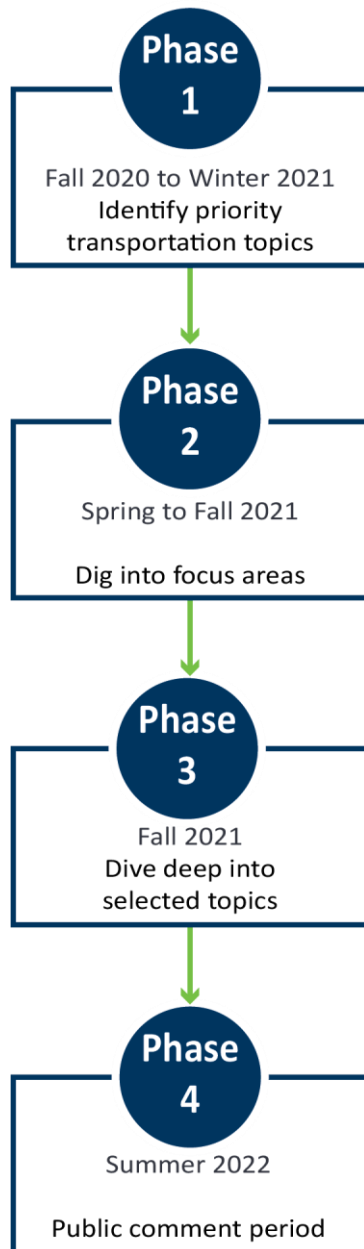 Phase
1
Fall 2020 to Winter 2021
Identify priority
transportation topics
Phase
2
Spring to Fall 2021
Dig into focus areas
Phase
3
Fall 2021
Dive deep into
selected topics
Phase
4
Summer 2022
Public comment period